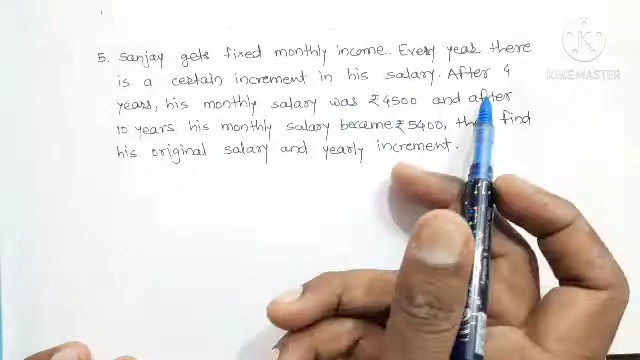 5. Sanjay gets fixed monthly income. Every year there
KINEMASTER
is a certain increment in his salary. After 4
years, his monthly salary was ₹4500 and after
10 years his monthly salary became ₹5400, find
his original salary and yearly increment.